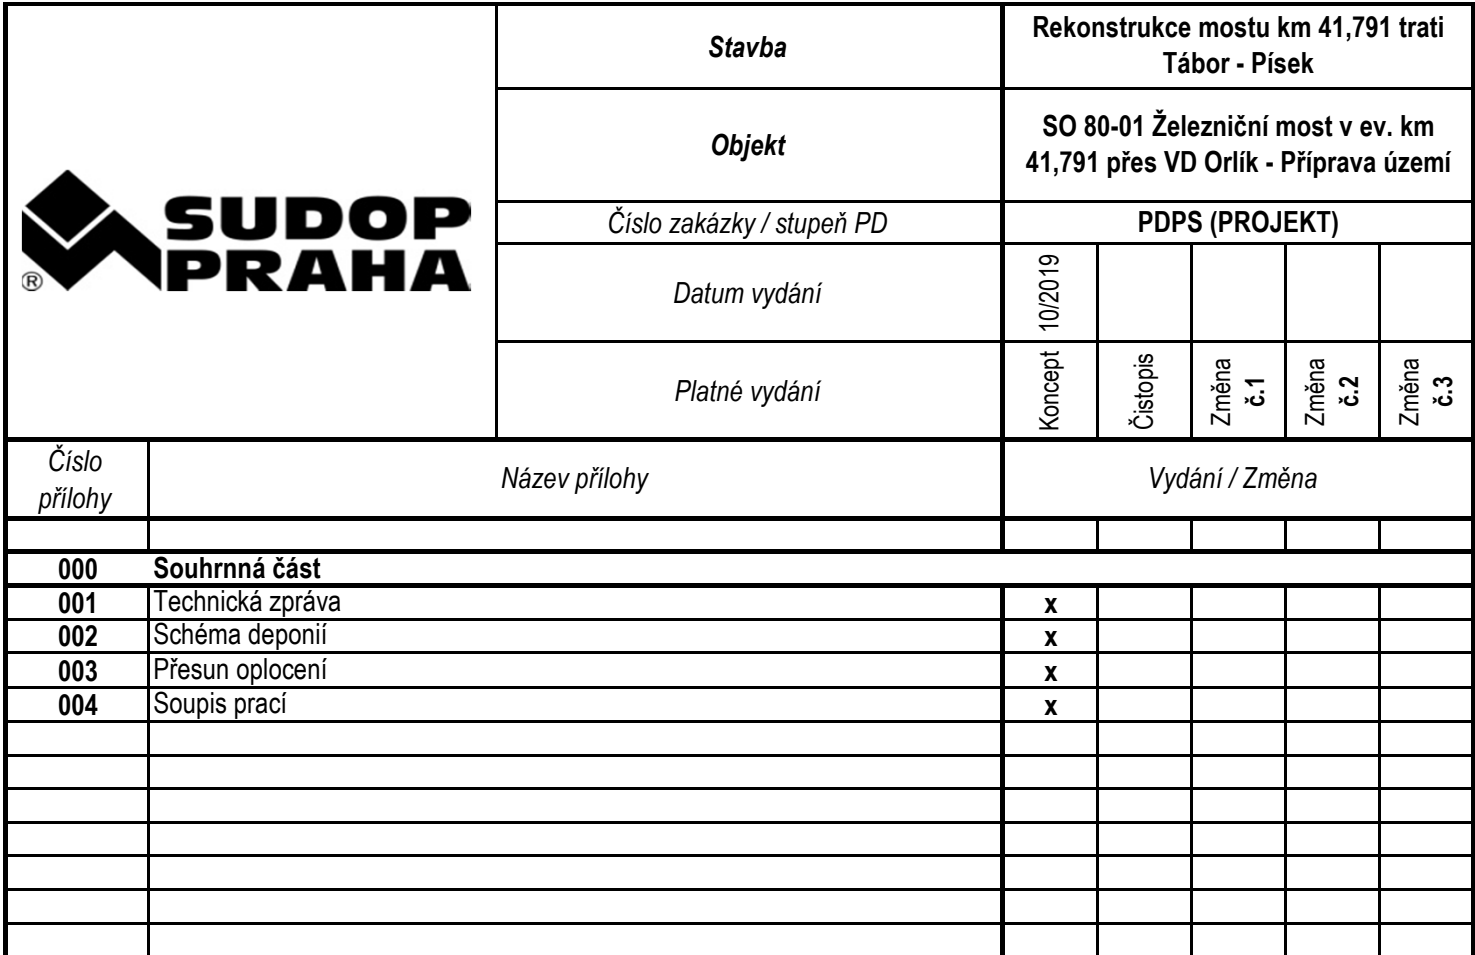 SUDOP
PRAHA
®
Stavba
Rekonstrukce mostu km 41,791 trati
Tábor - Písek
Objekt
SO 80-01 Železniční most v ev. km
41,791 přes VD Orlík - Příprava území
Číslo zakázky / stupeň PD
PDPS (PROJEKT)
Datum vydání
10/2019
Platné vydání
Koncept
Čistopis
Změna
č.1
Změna
č.2
Změna
č.3
Číslo
přílohy
Název přílohy
Vydání / Změna
000 Souhrnná část
001 Technická zpráva x
002 Schéma deponií x
003 Přesun oplocení x
004 Soupis prací x